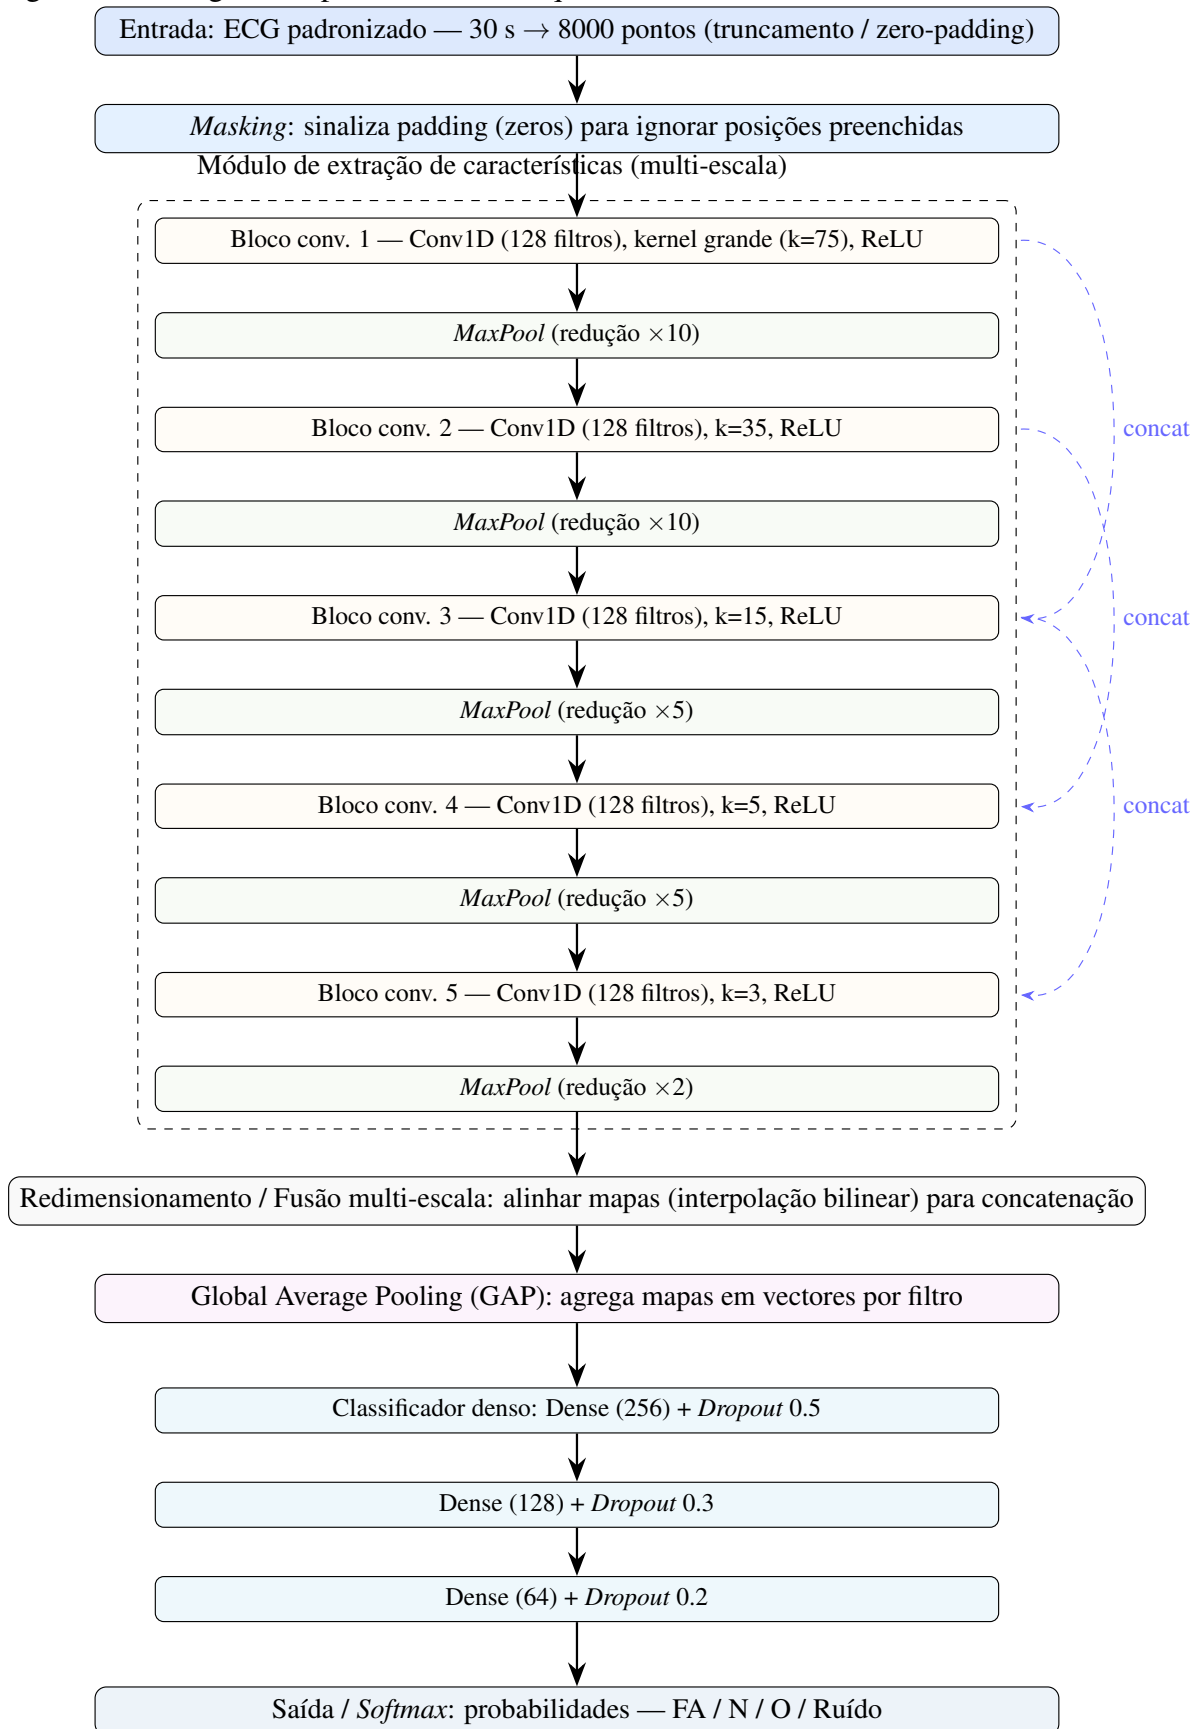 Entrada: ECG padronizado — 30 s → 8000 pontos (truncamento / zero-padding)
Masking: sinaliza padding (zeros) para ignorar posições preenchidas
Módulo de extração de características (multi-escala)
Bloco conv. 1 — Conv1D (128 filtros), kernel grande (k=75), ReLU
MaxPool (redução ×10)
Bloco conv. 2 — Conv1D (128 filtros), k=35, ReLU
concat
MaxPool (redução ×10)
Bloco conv. 3 — Conv1D (128 filtros), k=15, ReLU
concat
MaxPool (redução ×5)
Bloco conv. 4 — Conv1D (128 filtros), k=5, ReLU
concat
MaxPool (redução ×5)
Bloco conv. 5 — Conv1D (128 filtros), k=3, ReLU
MaxPool (redução ×2)
Redimensionamento / Fusão multi-escala: alinhar mapas (interpolação bilinear) para concatenação
Global Average Pooling (GAP): agrega mapas em vectores por filtro
Classificador denso: Dense (256) + Dropout 0.5
Dense (128) + Dropout 0.3
Dense (64) + Dropout 0.2
Saída / Softmax: probabilidades — FA / N / O / Ruído